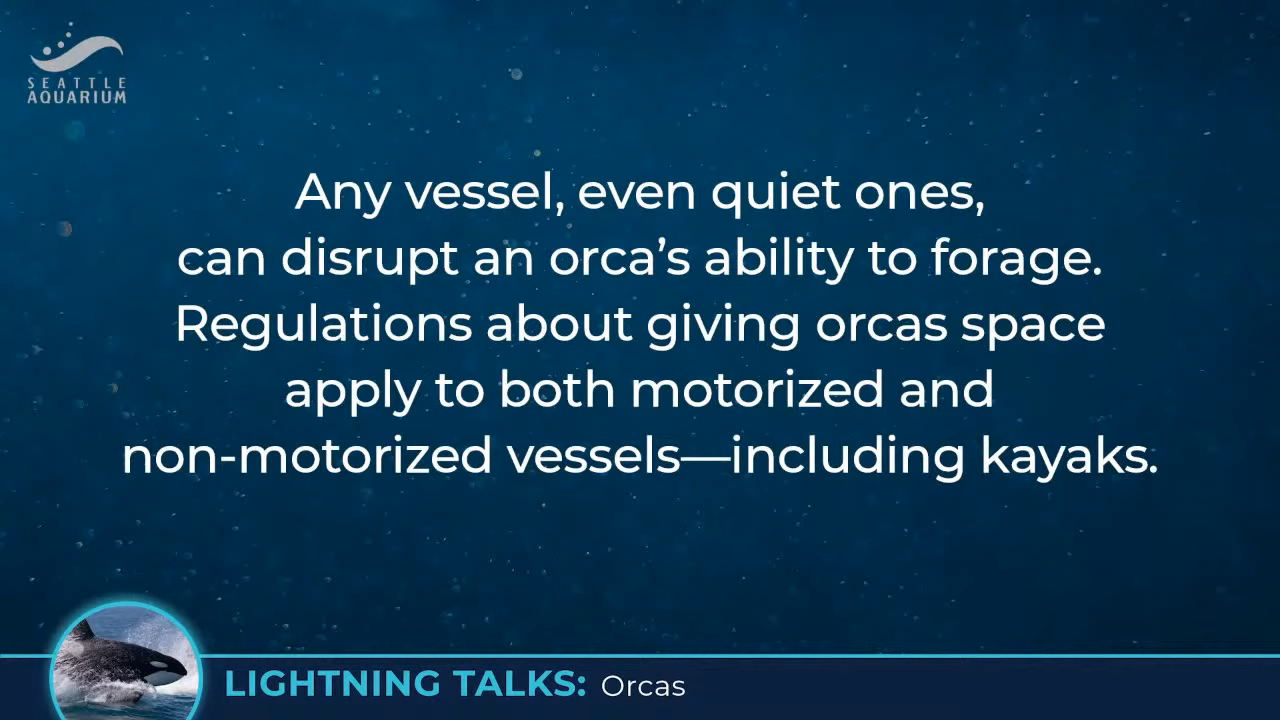 SEATTLE
AQUARIUM
Any vessel, even quiet ones,
can disrupt an orca’s ability to forage.
Regulations about giving orcas space
apply to both motorized and
non-motorized vessels—including kayaks.
LIGHTNING TALKS: Orcas